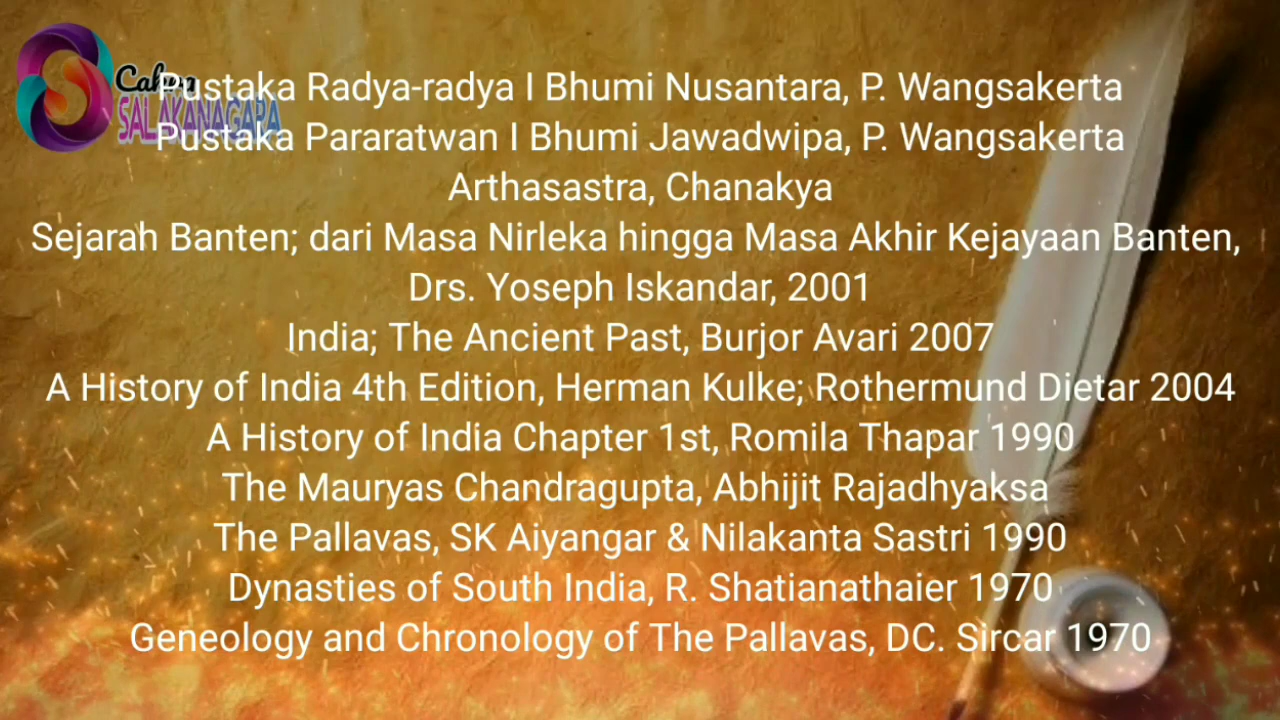 Cahya
SALAKANAGARA
Pustaka Radya-radya I Bhumi Nusantara, P. Wangsakerta
Pustaka Pararatwan I Bhumi Jawadwipa, P. Wangsakerta
Arthasastra, Chanakya
Sejarah Banten; dari Masa Nirleka hingga Masa Akhir Kejayaan Banten,
Drs. Yoseph Iskandar, 2001
India; The Ancient Past, Burjor Avari 2007
A History of India 4th Edition, Herman Kulke; Rothermund Dietar 2004
A History of India Chapter 1st, Romila Thapar 1990
The Mauryas Chandragupta, Abhijit Rajadhyaksa
The Pallavas, SK Aiyangar & Nilakanta Sastri 1990
Dynasties of South India, R. Shatianathaier 1970
Geneology and Chronology of The Pallavas, DC. Sircar 1970